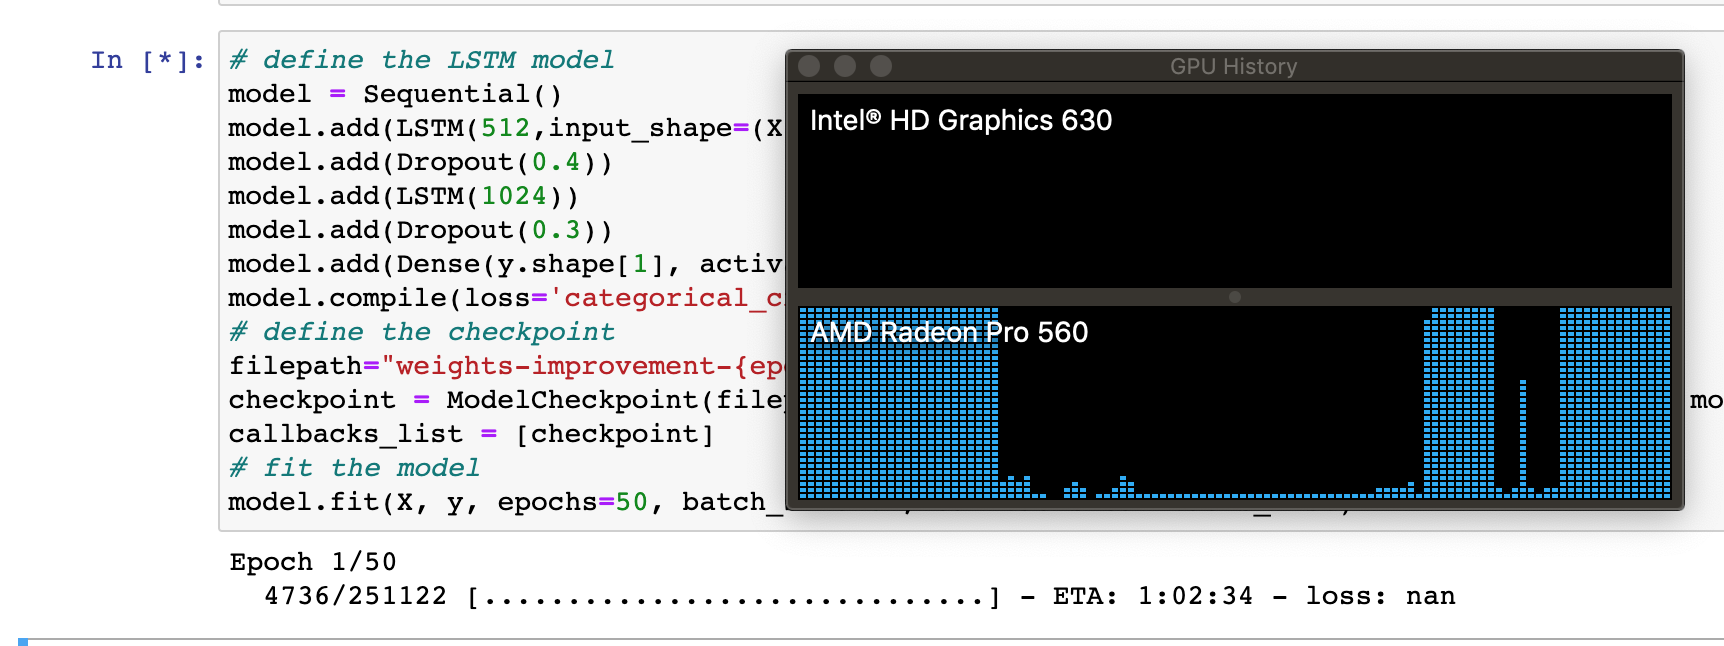 In [*]:
# define the LSTM model
model = Sequential()
model.add(LSTM(512,input_shape=(X
model.add(Dropout(0.4))
model.add(LSTM(1024))
model.add(Dropout(0.3))
model.add(Dense(y.shape[1], activ
model.compile(loss='categorical_c
# define the checkpoint
filepath="weights-improvement-{ep
checkpoint = ModelCheckpoint(filep mo
callbacks_list = [checkpoint]
# fit the model
model.fit(X, y, epochs=50, batch_
GPU History
Intel® HD Graphics 630
AMD Radeon Pro 560
Epoch 1/50
4736/251122 [..............................] - ETA: 1:02:34 - loss: nan